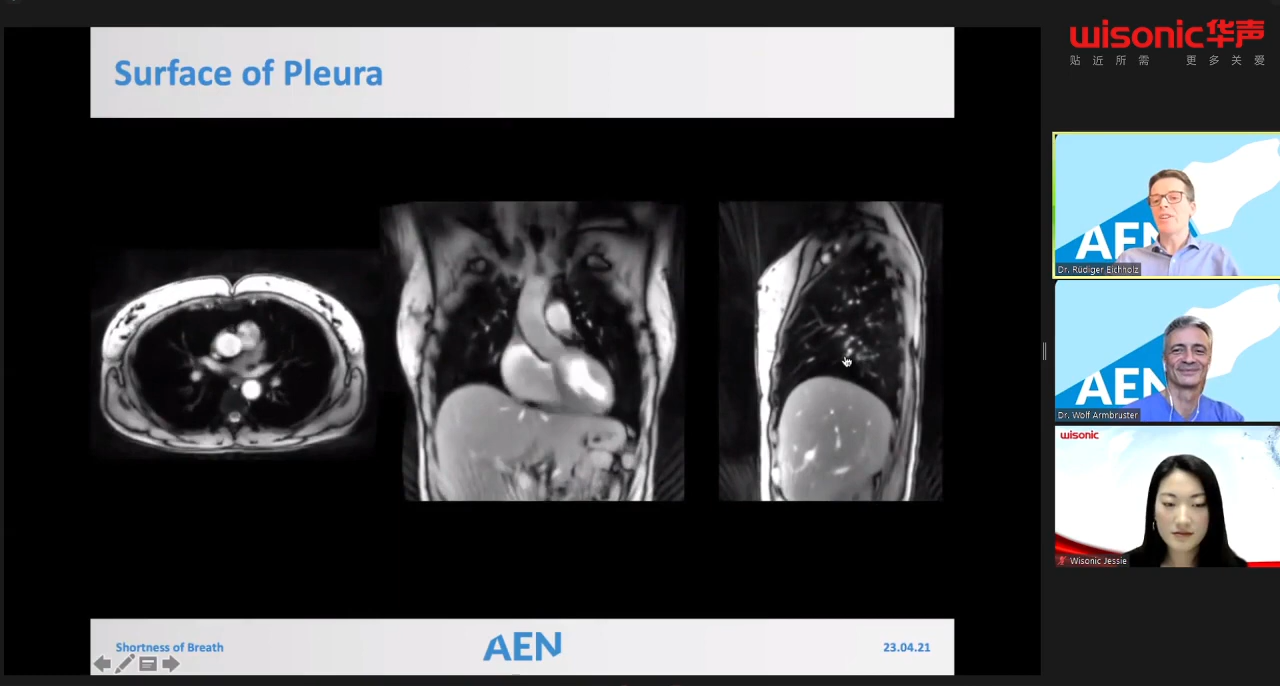 Surface of Pleura
Shortness of Breath
AEN
23.04.21
wisonic华声
贴近所需 更多关爱
AEN
Dr. Rüdiger Eichholz
AEN
Dr. Wolf Armbruster
wisonic
Wisonic Jessie